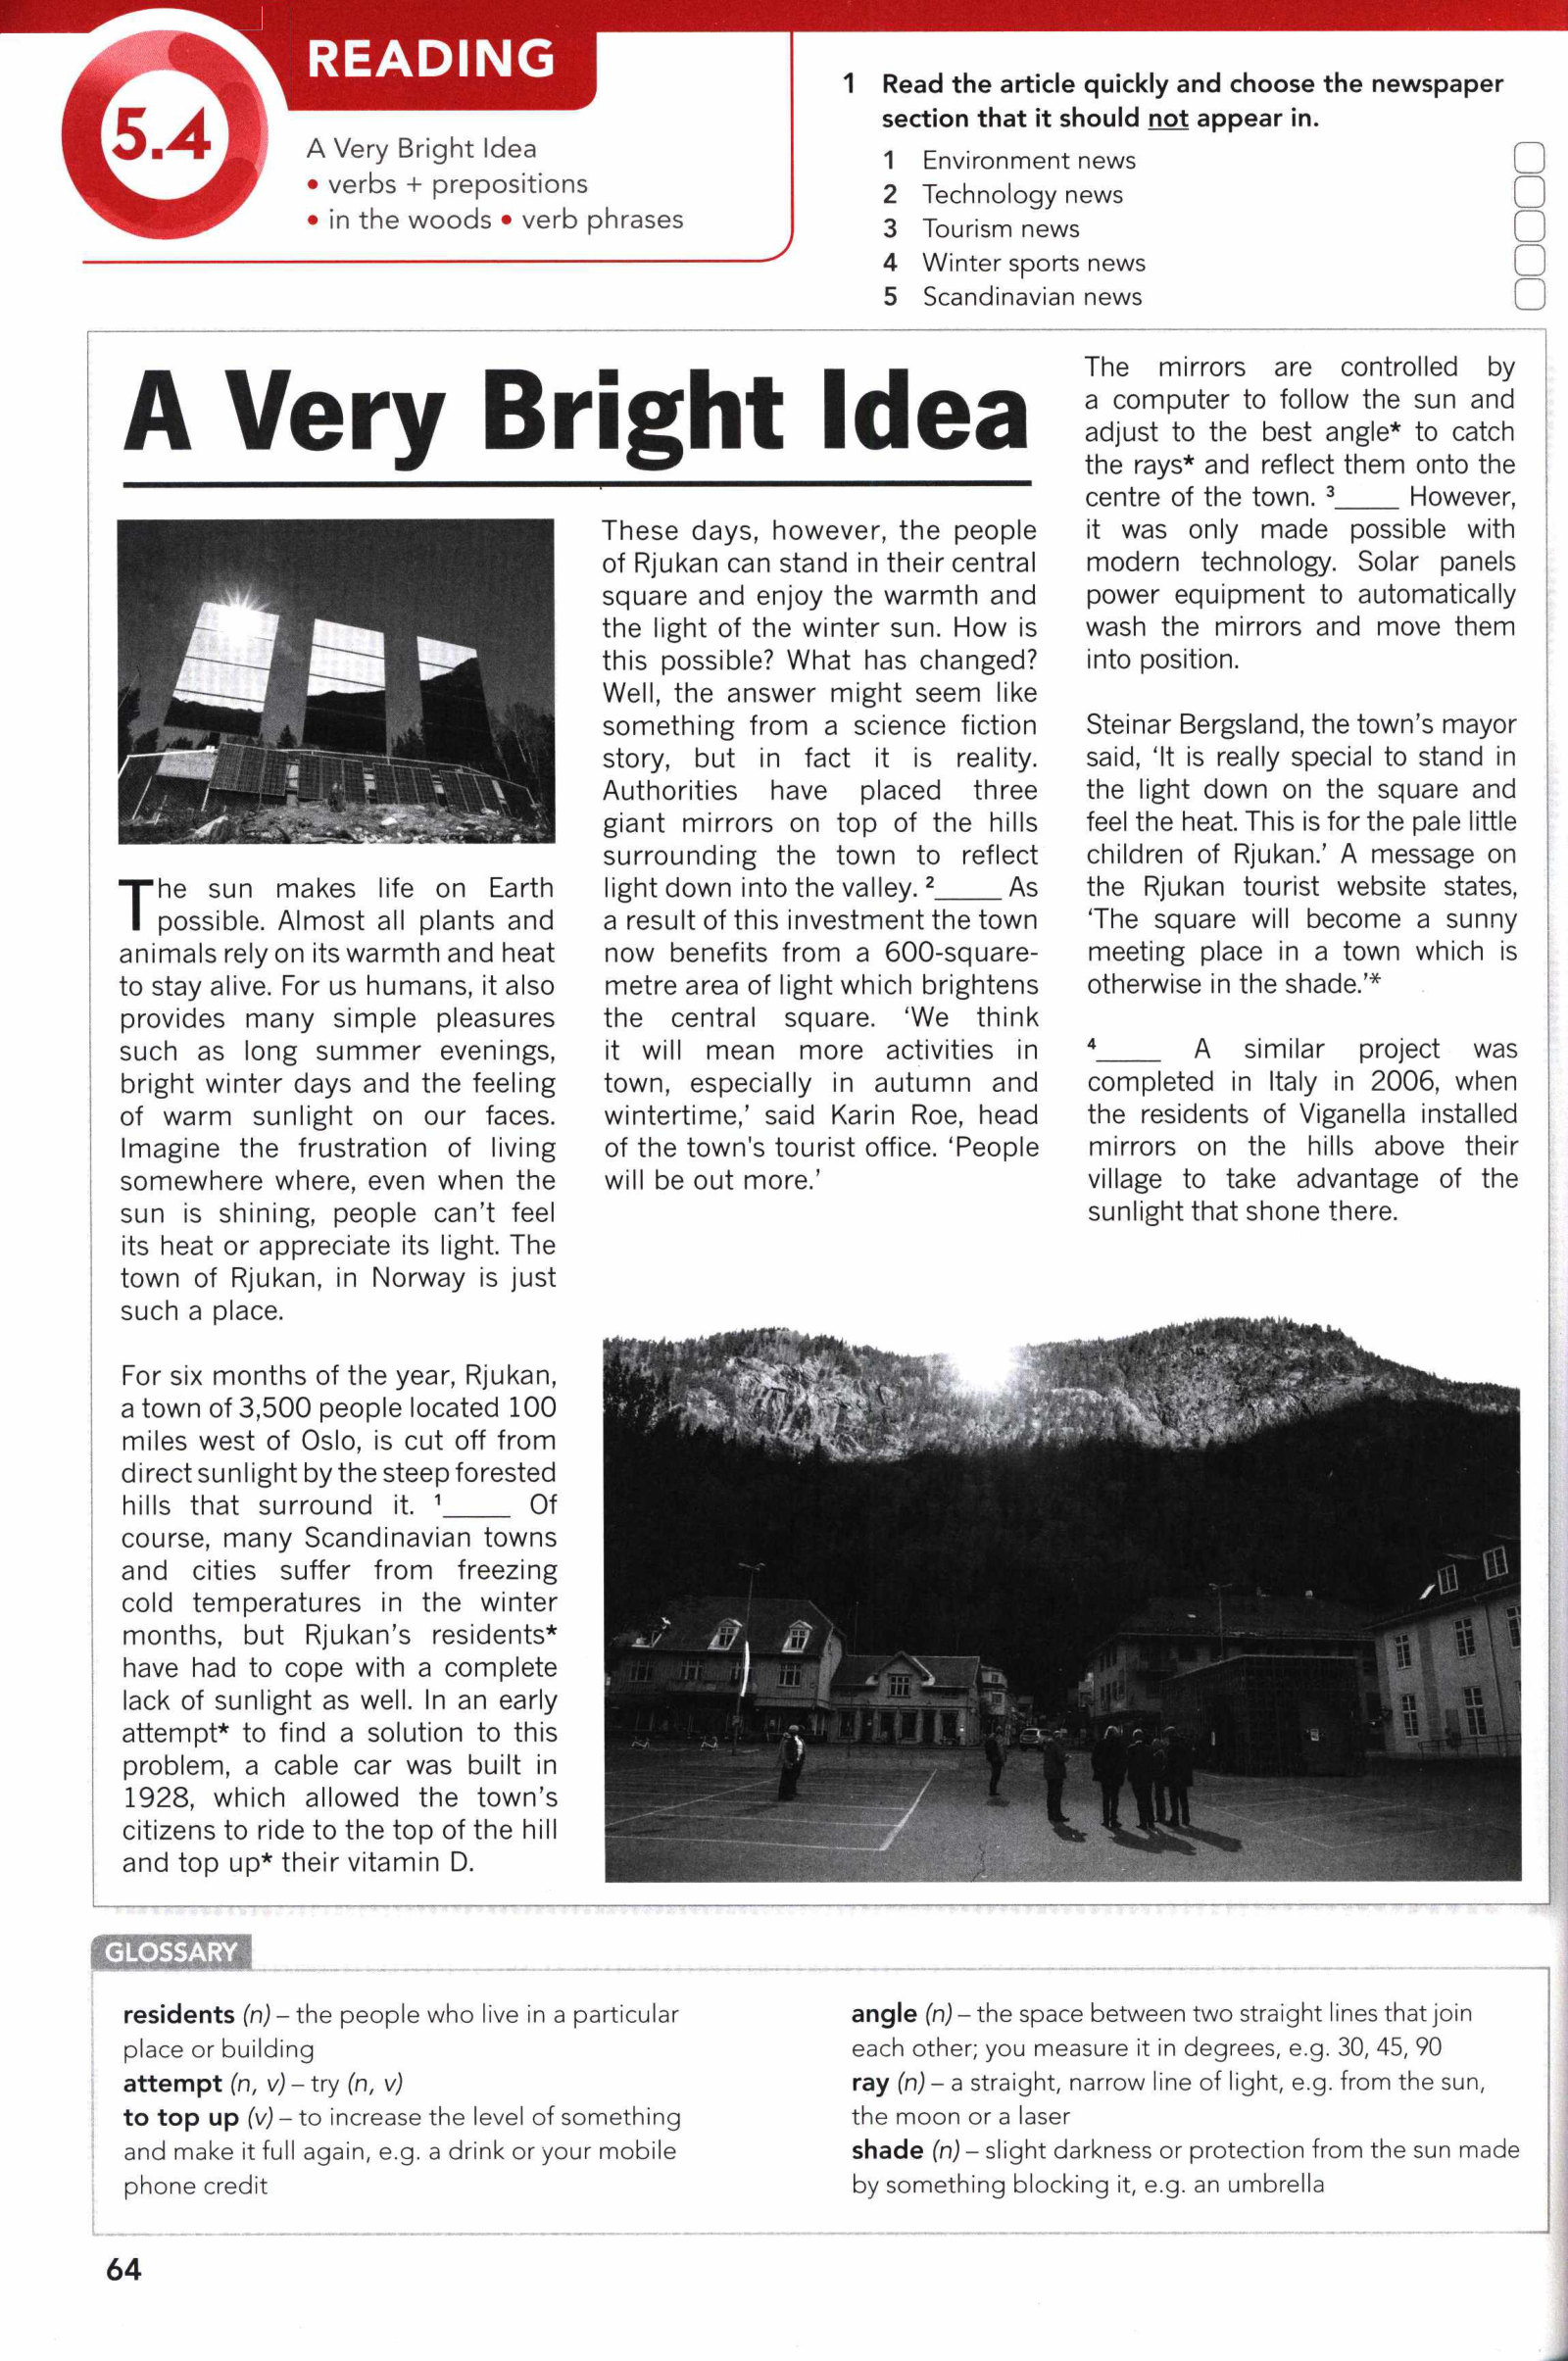 READING
5.4
A Very Bright Idea
• verbs + prepositions
• in the woods • verb phrases
1 Read the article quickly and choose the newspaper
section that it should not appear in.
1 Environment news
2 Technology news
3 Tourism news
4 Winter sports news
5 Scandinavian news
A Very Bright Idea
The sun makes life on Earth
possible. Almost all plants and
animals rely on its warmth and heat
to stay alive. For us humans, it also
provides many simple pleasures
such as long summer evenings,
bright winter days and the feeling
of warm sunlight on our faces.
Imagine the frustration of living
somewhere where, even when the
sun is shining, people can't feel
its heat or appreciate its light. The
town of Rjukan, in Norway is just
such a place.
For six months of the year, Rjukan,
a town of 3,500 people located 100
miles west of Oslo, is cut off from
direct sunlight by the steep forested
hills that surround it. 1____ Of
course, many Scandinavian towns
and cities suffer from freezing
cold temperatures in the winter
months, but Rjukan's residents*
have had to cope with a complete
lack of sunlight as well. In an early
attempt* to find a solution to this
problem, a cable car was built in
1928, which allowed the town's
citizens to ride to the top of the hill
and top up* their vitamin D.
These days, however, the people
of Rjukan can stand in their central
square and enjoy the warmth and
the light of the winter sun. How is
this possible? What has changed?
Well, the answer might seem like
something from a science fiction
story, but in fact it is reality.
Authorities have placed three
giant mirrors on top of the hills
surrounding the town to reflect
light down into the valley. 2____ As
a result of this investment the town
now benefits from a 600-square-
metre area of light which brightens
the central square. 'We think
it will mean more activities in
town, especially in autumn and
wintertime,' said Karin Roe, head
of the town's tourist office. 'People
will be out more.'
The mirrors are controlled by
a computer to follow the sun and
adjust to the best angle* to catch
the rays* and reflect them onto the
centre of the town. 3____ However,
it was only made possible with
modern technology. Solar panels
power equipment to automatically
wash the mirrors and move them
into position.
Steinar Bergsland, the town's mayor
said, 'It is really special to stand in
the light down on the square and
feel the heat. This is for the pale little
children of Rjukan.' A message on
the Rjukan tourist website states,
'The square will become a sunny
meeting place in a town which is
otherwise in the shade.'*
4____ A similar project was
completed in Italy in 2006, when
the residents of Viganella installed
mirrors on the hills above their
village to take advantage of the
sunlight that shone there.
GLOSSARY
residents (n) – the people who live in a particular
place or building
attempt (n, v) – try (n, v)
to top up (v) – to increase the level of something
and make it full again, e.g. a drink or your mobile
phone credit
angle (n) – the space between two straight lines that join
each other; you measure it in degrees, e.g. 30, 45, 90
ray (n) – a straight, narrow line of light, e.g. from the sun,
the moon or a laser
shade (n) – slight darkness or protection from the sun made
by something blocking it, e.g. an umbrella
64